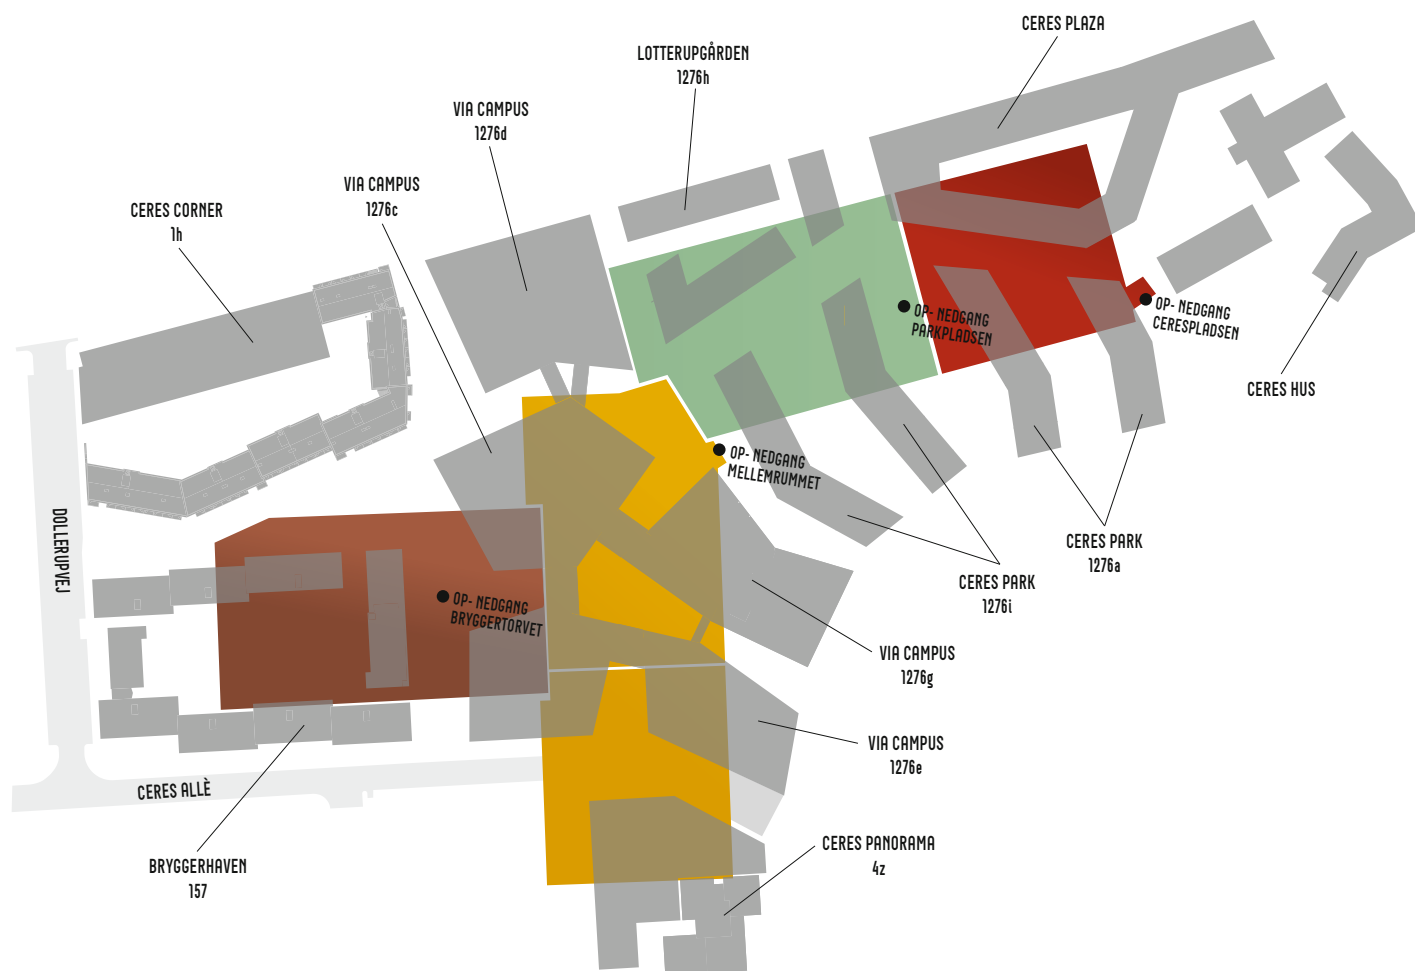 CERES PLAZA
LOTTERUPGÅRDEN
1276h
VIA CAMPUS
1276d
VIA CAMPUS
1276c
CERES CORNER
1h
OP- NEDGANG
PARKPLADSEN
OP- NEDGANG
CERESPLADSEN
CERES HUS
OP- NEDGANG
MELLEMRUMMET
DOLLERUPVEJ
CERES PARK
1276a
CERES PARK
1276i
OP- NEDGANG
BRYGGERTORVET
VIA CAMPUS
1276g
VIA CAMPUS
1276e
CERES ALLÈ
CERES PANORAMA
4z
BRYGGERHAVEN
157